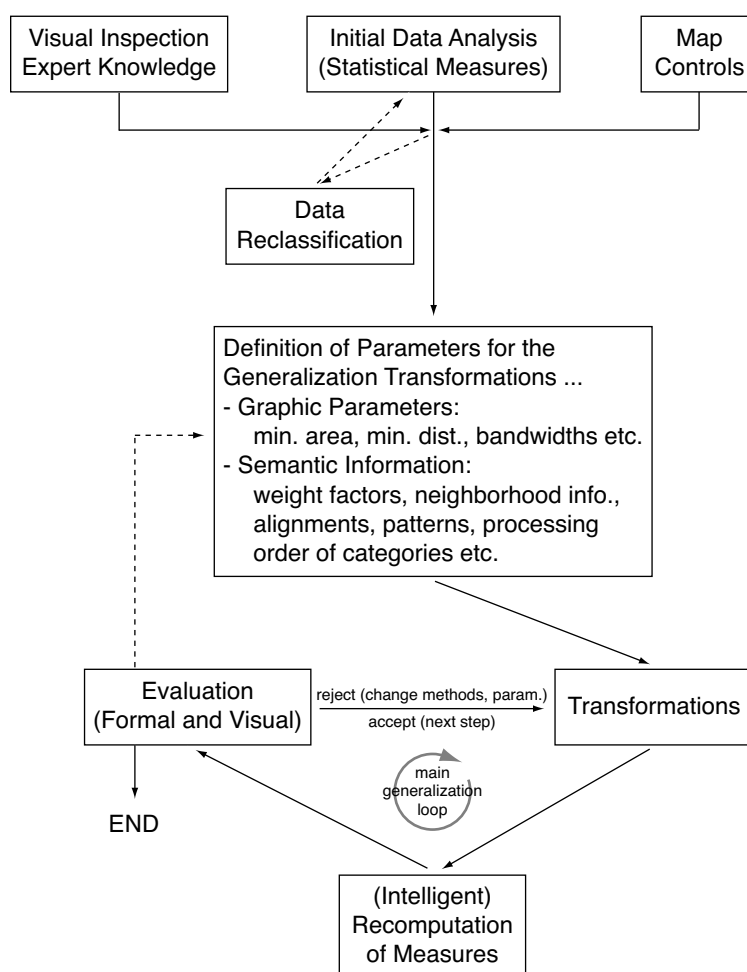 Visual Inspection
Expert Knowledge
Initial Data Analysis
(Statistical Measures)
Map
Controls
Data
Reclassification
Definition of Parameters for the
Generalization Transformations ...
- Graphic Parameters:
min. area, min. dist., bandwidths etc.
- Semantic Information:
weight factors, neighborhood info.,
alignments, patterns, processing
order of categories etc.
Evaluation
(Formal and Visual)
reject (change methods, param.)
accept (next step)
Transformations
main
generalization
loop
END
(Intelligent)
Recomputation
of Measures